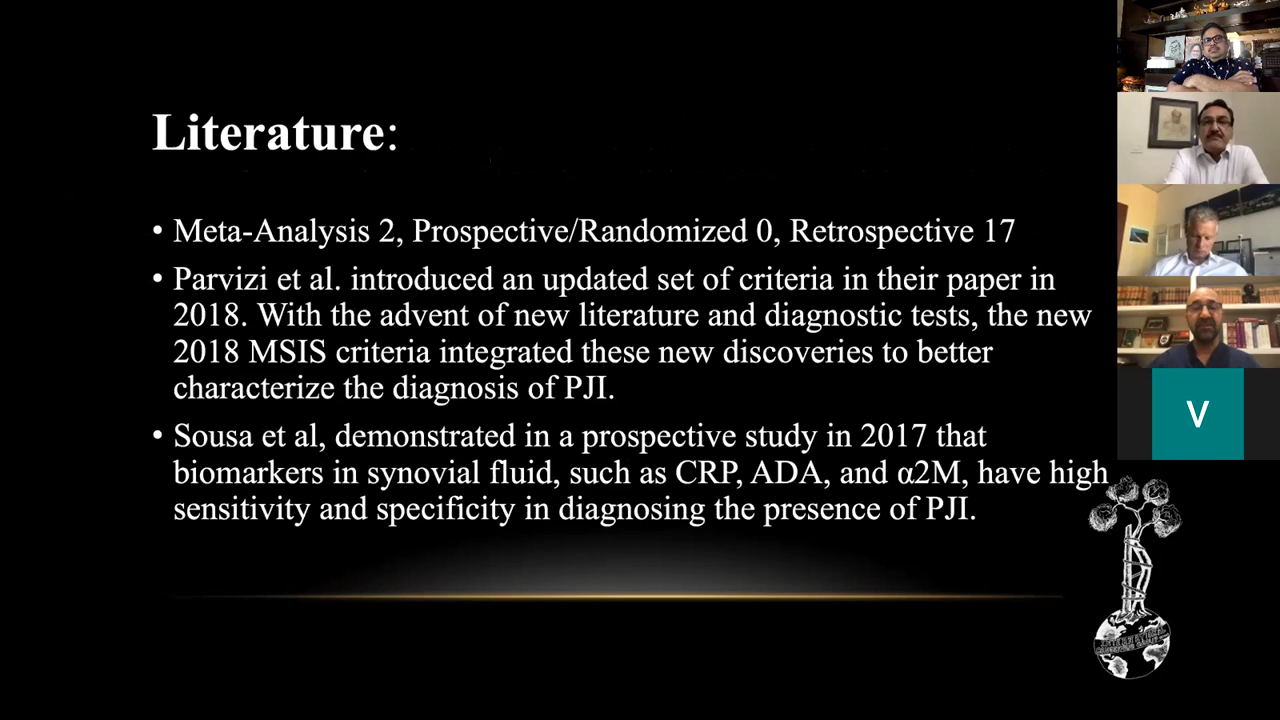 Literature:
• Meta-Analysis 2, Prospective/Randomized 0, Retrospective 17
• Parvizi et al. introduced an updated set of criteria in their paper in
2018. With the advent of new literature and diagnostic tests, the new
2018 MSIS criteria integrated these new discoveries to better
characterize the diagnosis of PJI.
• Sousa et al, demonstrated in a prospective study in 2017 that
biomarkers in synovial fluid, such as CRP, ADA, and α2M, have high
sensitivity and specificity in diagnosing the presence of PJI.
V